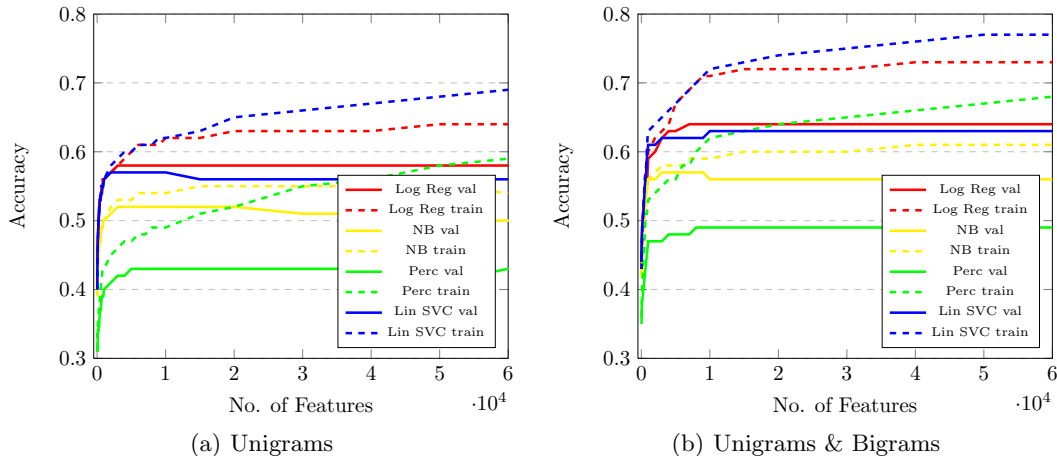 0.8
0.7
0.6
0.5
0.4
0.3
Accuracy
0 1 2 3 4 5 6
·10⁴
No. of Features
Log Reg val
Log Reg train
NB val
NB train
Perc val
Perc train
Lin SVC val
Lin SVC train
(a) Unigrams
0.8
0.7
0.6
0.5
0.4
0.3
Accuracy
0 1 2 3 4 5 6
·10⁴
No. of Features
Log Reg val
Log Reg train
NB val
NB train
Perc val
Perc train
Lin SVC val
Lin SVC train
(b) Unigrams & Bigrams